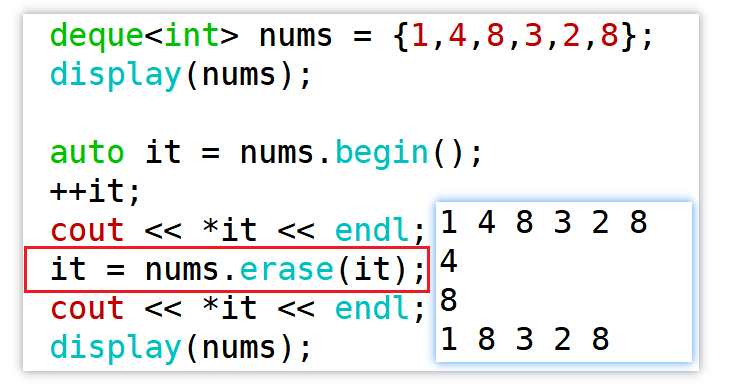 deque<int> nums = {1,4,8,3,2,8};
display(nums);
auto it = nums.begin();
++it;
cout << *it << endl;
it = nums.erase(it);
cout << *it << endl;
display(nums);
1 4 8 3 2 8
4
8
1 8 3 2 8